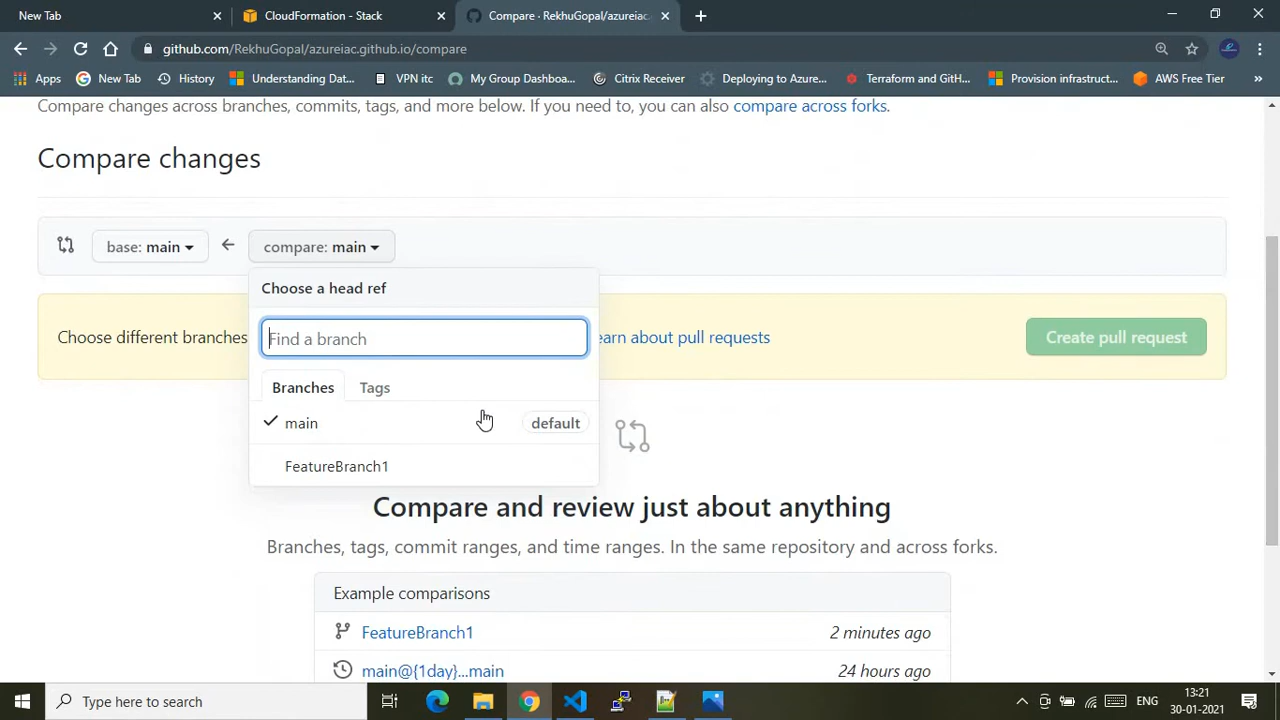 New Tab
CloudFormation - Stack
Compare · RekhuGopal/azureiac.
github.com/RekhuGopal/azureiac.github.io/compare
Apps
New Tab
History
Understanding Dat...
VPN itc
My Group Dashboa...
Citrix Receiver
Deploying to Azure...
Terraform and GitH...
Provision infrastruct...
AWS Free Tier
»
Compare changes across branches, commits, tags, and more below. If you need to, you can also compare across forks.
Compare changes
base: main
compare: main
Choose a head ref
Find a branch
Choose different branches
earn about pull requests
Create pull request
Branches
Tags
main
default
FeatureBranch1
Compare and review just about anything
Branches, tags, commit ranges, and time ranges. In the same repository and across forks.
Example comparisons
FeatureBranch1
2 minutes ago
main@{1day}...main
24 hours ago
Type here to search
ENG
13:21
30-01-2021